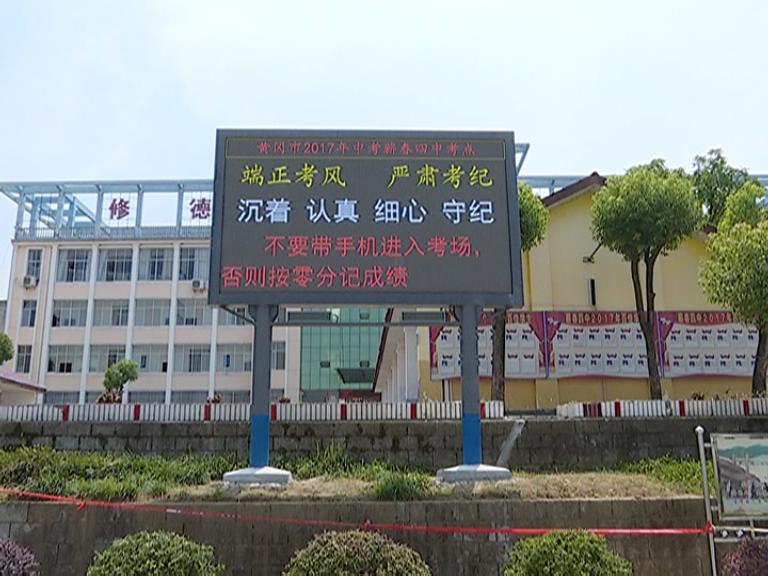 黄冈市2017年中考蕲春四中考点
端正考风 严肃考纪
沉着 认真 细心 守纪
不要带手机进入考场,
否则按零分记成绩
修 德